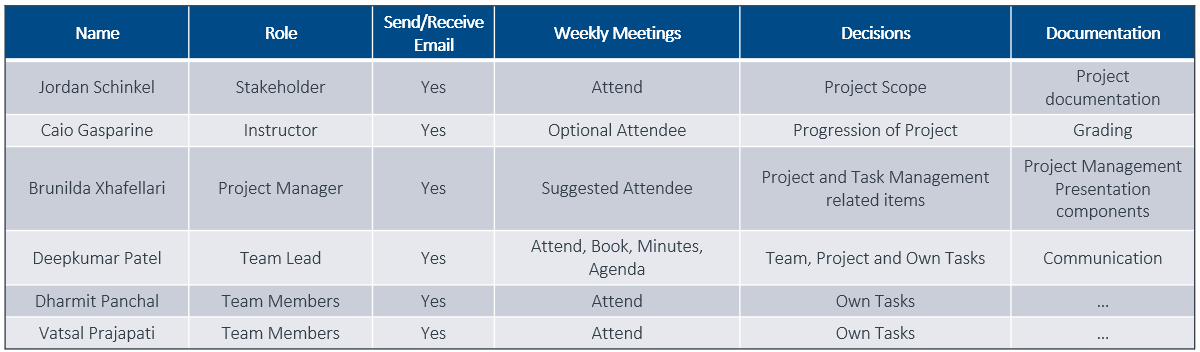 Name Role Send/Receive Email Weekly Meetings Decisions Documentation
Jordan Schinkel Stakeholder Yes Attend Project Scope Project documentation
Caio Gasparine Instructor Yes Optional Attendee Progression of Project Grading
Brunilda Xhafellari Project Manager Yes Suggested Attendee Project and Task Management related items Project Management Presentation components
Deepkumar Patel Team Lead Yes Attend, Book, Minutes, Agenda Team, Project and Own Tasks Communication
Dharmit Panchal Team Members Yes Attend Own Tasks ...
Vatsal Prajapati Team Members Yes Attend Own Tasks ...